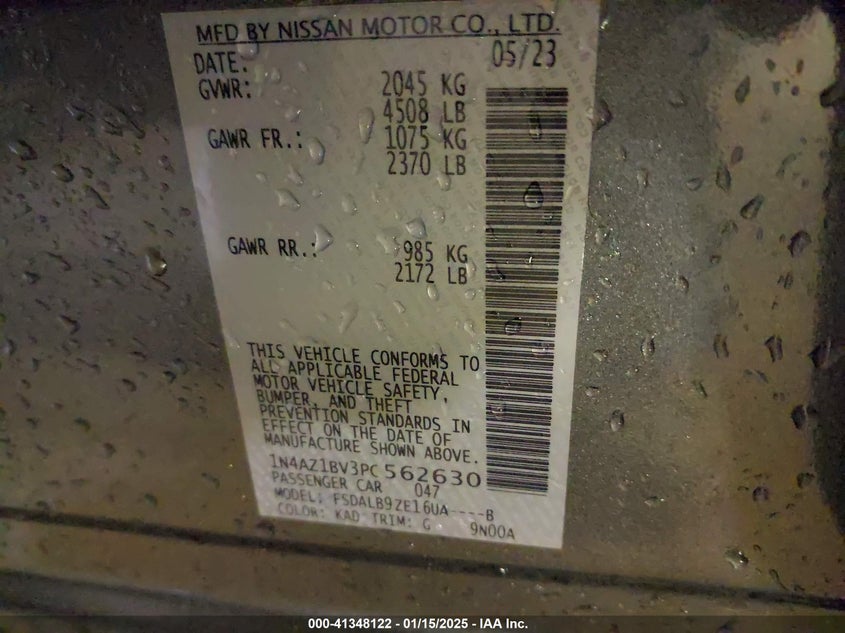 MFD BY NISSAN MOTOR CO., LTD.
DATE: 05/23
GVWR: 2045 KG
4508 LB
GAWR FR.: 1075 KG
2370 LB
GAWR RR.: 985 KG
2172 LB
THIS VEHICLE CONFORMS TO
ALL APPLICABLE FEDERAL
MOTOR VEHICLE SAFETY,
BUMPER, AND THEFT
PREVENTION STANDARDS IN
EFFECT ON THE DATE OF
MANUFACTURE SHOWN ABOVE.
1N4AZ1BV3PC562630
PASSENGER CAR 047
MODEL: FSDALB9ZE16UA----B
COLOR: KAD TRIM: G 9N00A
000-41348122 — 01/15/2025 — IAA Inc.